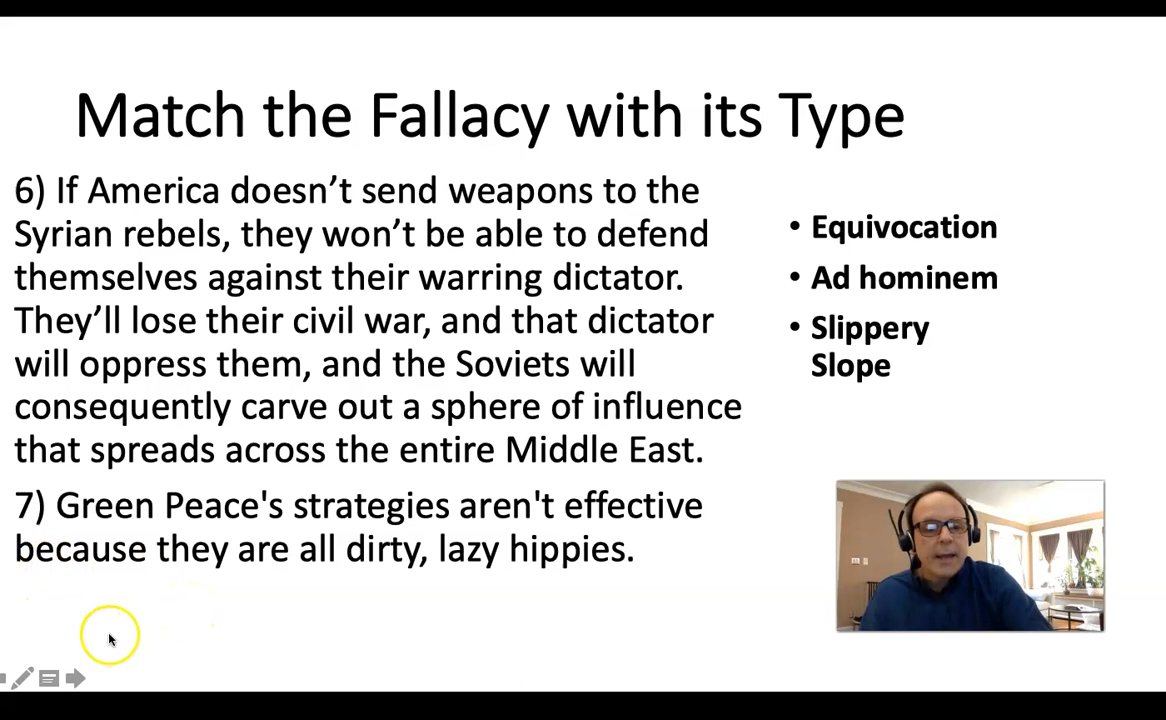 Match the Fallacy with its Type
6) If America doesn’t send weapons to the
Syrian rebels, they won’t be able to defend
themselves against their warring dictator.
They’ll lose their civil war, and that dictator
will oppress them, and the Soviets will
consequently carve out a sphere of influence
that spreads across the entire Middle East.
7) Green Peace's strategies aren't effective
because they are all dirty, lazy hippies.
• Equivocation
• Ad hominem
• Slippery
Slope